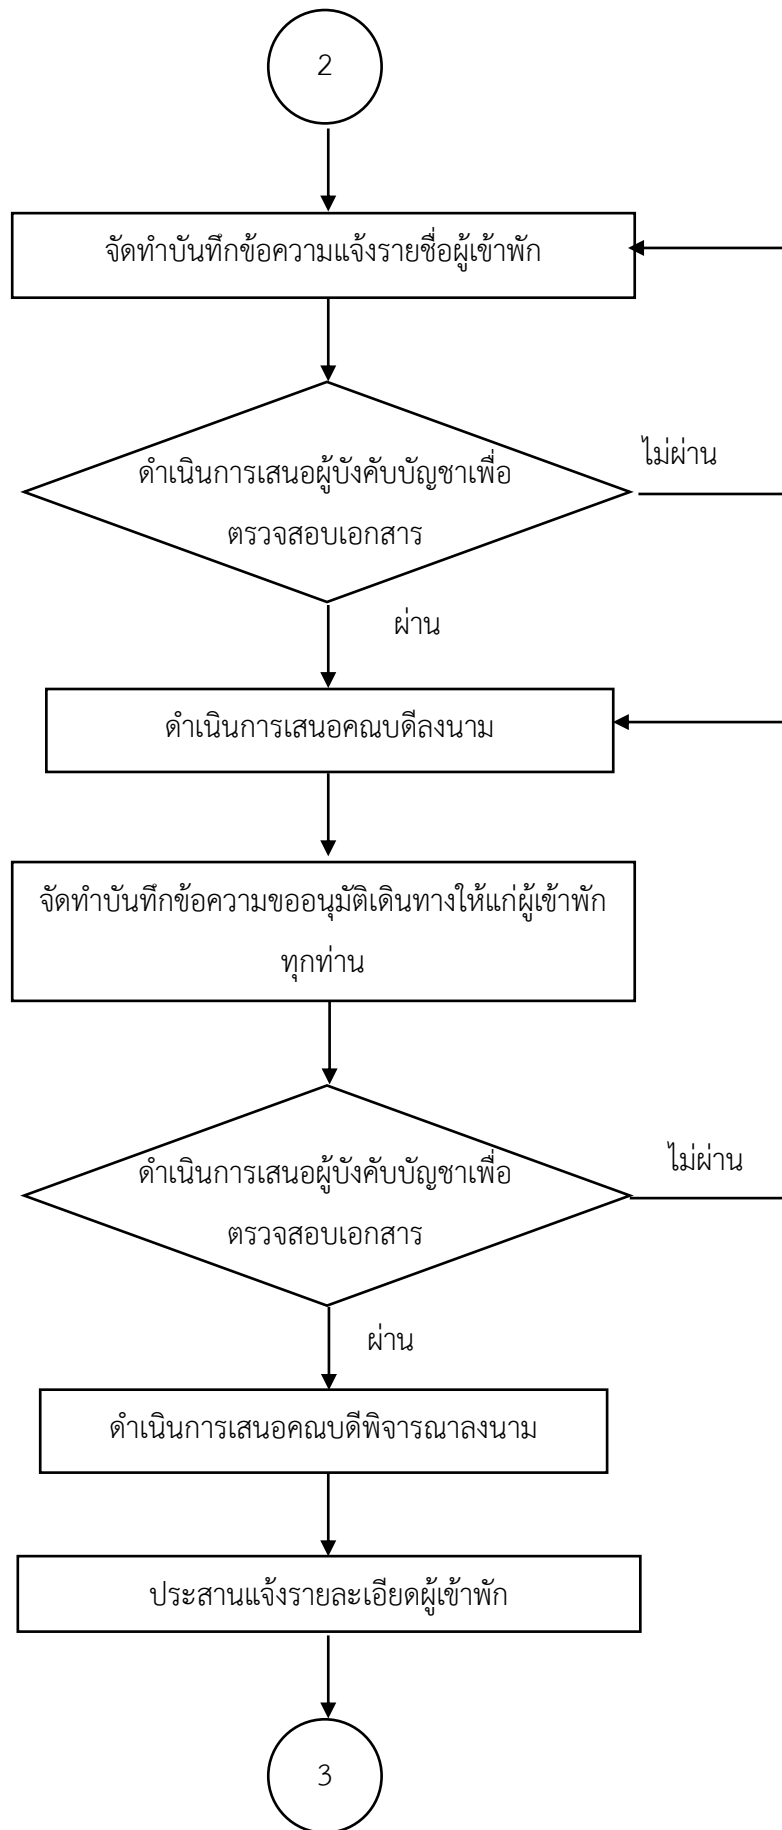 2
จัดทำบันทึกข้อความแจ้งรายชื่อผู้เข้าพัก
ไม่ผ่าน
ดำเนินการเสนอผู้บังคับบัญชาเพื่อ
ตรวจสอบเอกสาร
ผ่าน
ดำเนินการเสนอคณบดีลงนาม
จัดทำบันทึกข้อความขออนุมัติเดินทางให้แก่ผู้เข้าพัก
ทุกท่าน
ไม่ผ่าน
ดำเนินการเสนอผู้บังคับบัญชาเพื่อ
ตรวจสอบเอกสาร
ผ่าน
ดำเนินการเสนอคณบดีพิจารณาลงนาม
ประสานแจ้งรายละเอียดผู้เข้าพัก
3